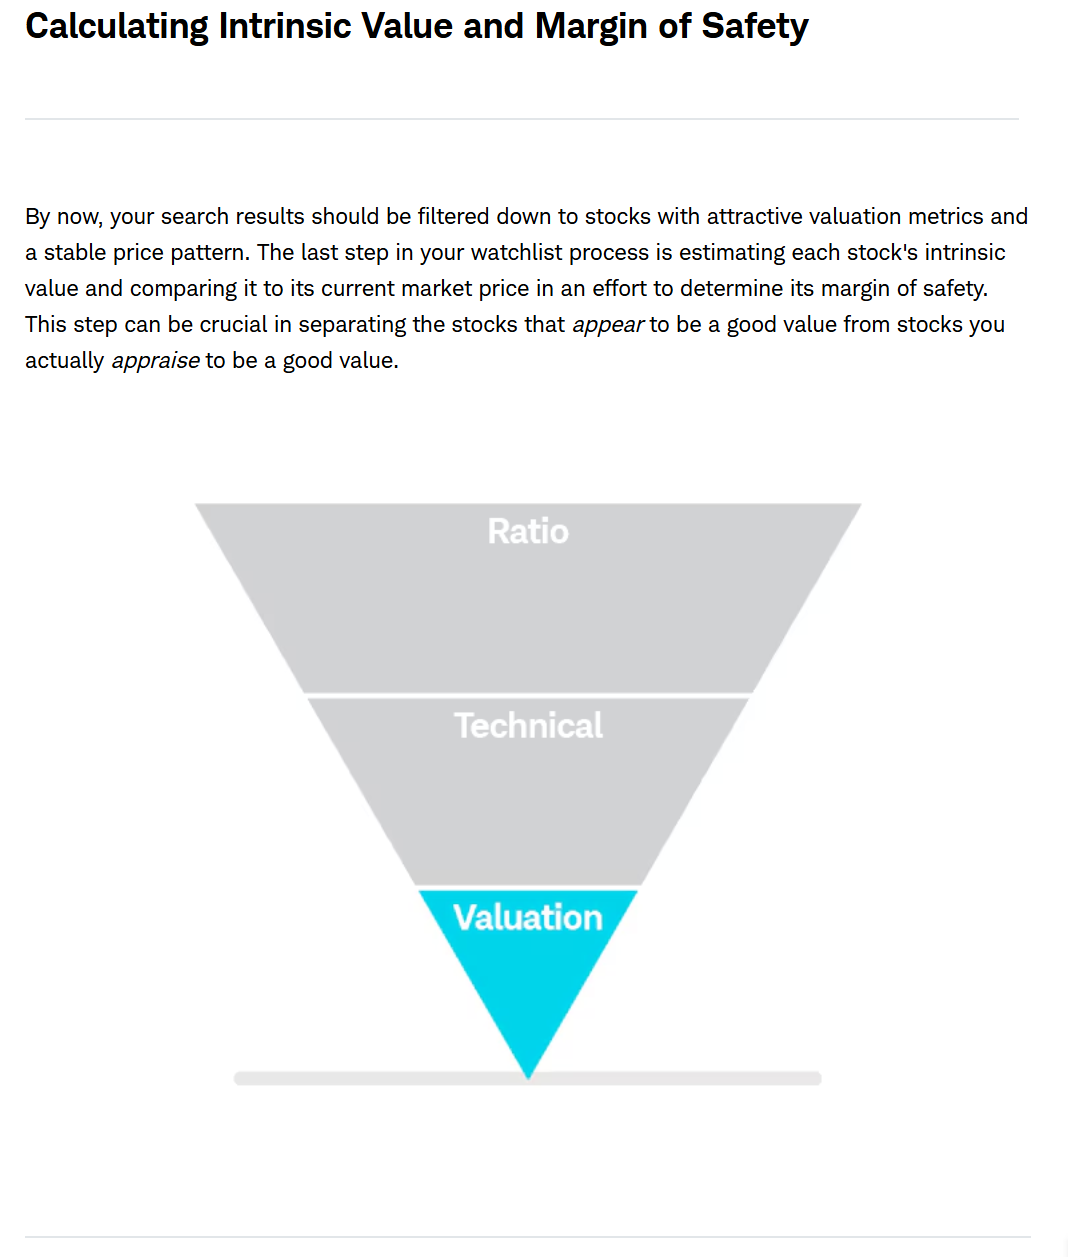 Calculating Intrinsic Value and Margin of Safety
By now, your search results should be filtered down to stocks with attractive valuation metrics and
a stable price pattern. The last step in your watchlist process is estimating each stock's intrinsic
value and comparing it to its current market price in an effort to determine its margin of safety.
This step can be crucial in separating the stocks that appear to be a good value from stocks you
actually appraise to be a good value.
Ratio
Technical
Valuation